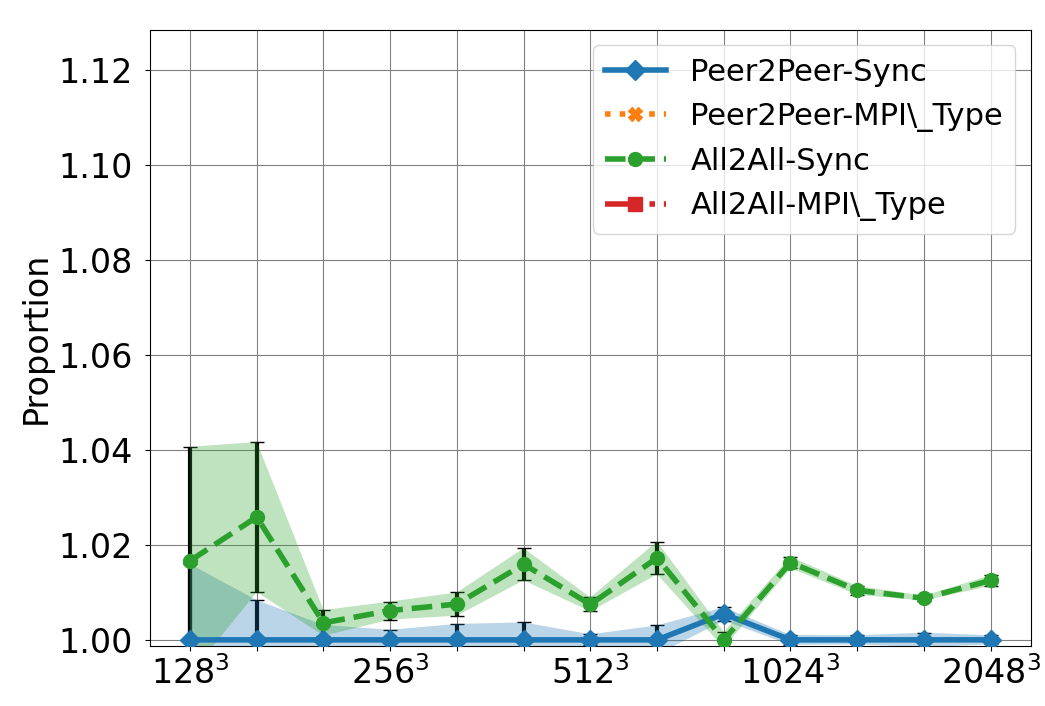 1.12
1.10
1.08
1.06
1.04
1.02
1.00
Proportion
Peer2Peer-Sync
Peer2Peer-MPI\_Type
All2All-Sync
All2All-MPI\_Type
128³ 256³ 512³ 1024³ 2048³